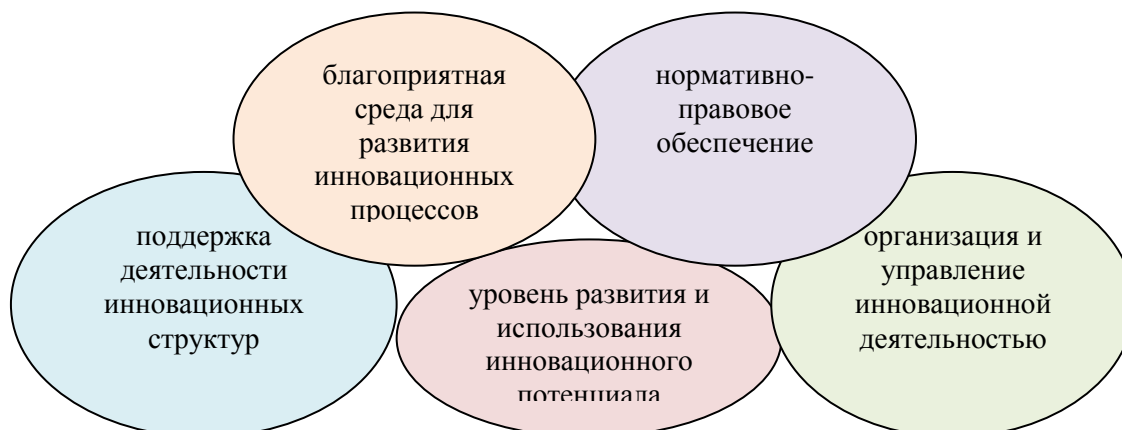 благоприятная
среда для
развития
инновационных
процессов
нормативно-
правовое
обеспечение
поддержка
деятельности
инновационных
структур
уровень развития и
использования
инновационного
потенциала
организация и
управление
инновационной
деятельностью